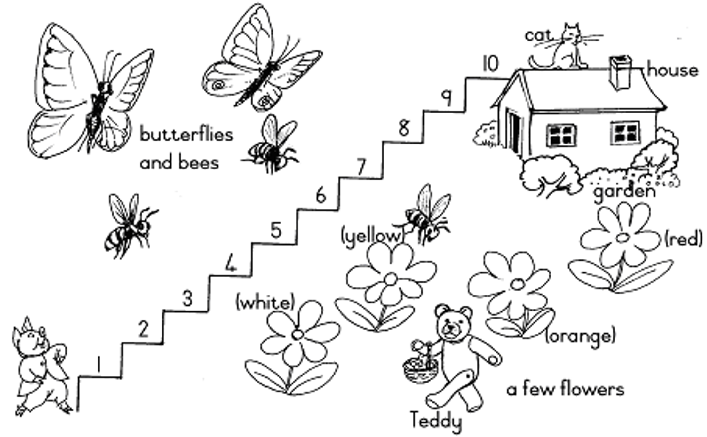 cat
house
10
9
8
7
6
5
4
3
2
1
butterflies
and bees
garden
(yellow)
(red)
(white)
(orange)
a few flowers
Teddy